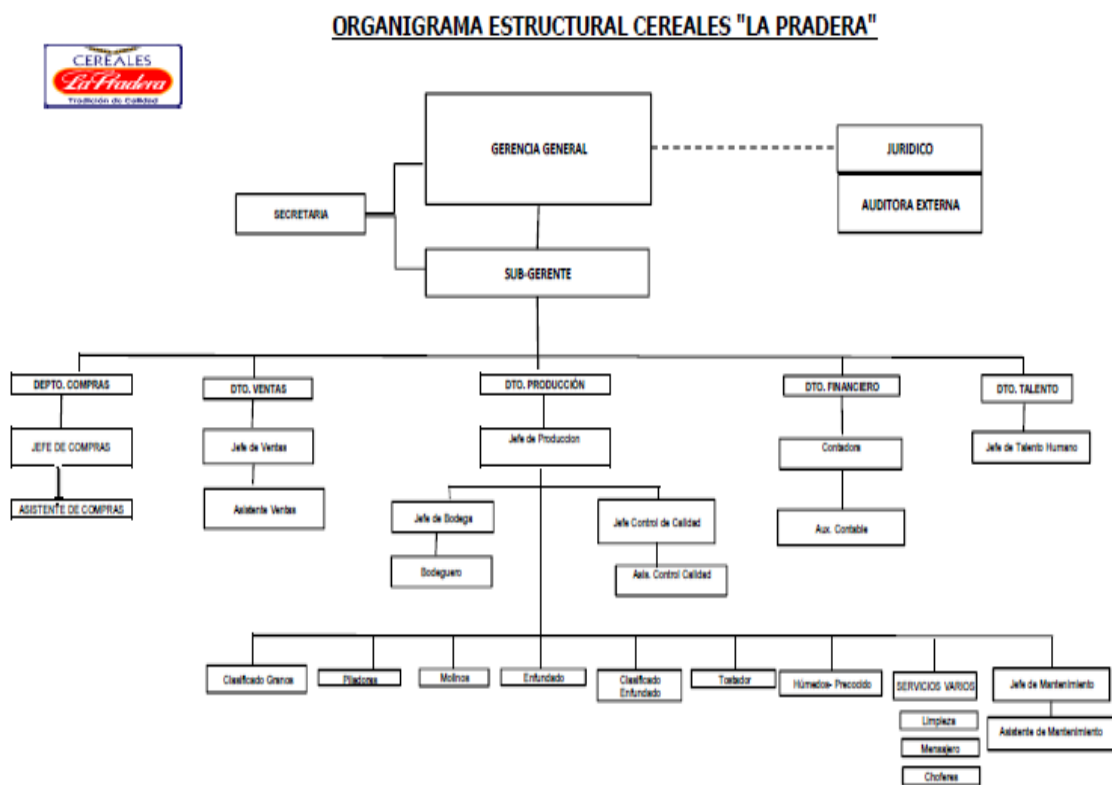 ORGANIGRAMA ESTRUCTURAL CEREALES "LA PRADERA"
CEREALES
La Pradera
Tradición de Calidad
GERENCIA GENERAL
JURIDICO
AUDITORA EXTERNA
SECRETARIA
SUB-GERENTE
DEPTO. COMPRAS
DTO. VENTAS
DTO. PRODUCCIÓN
DTO. FINANCIERO
DTO. TALENTO
JEFE DE COMPRAS
Jefe de Ventas
Jefe de Produccion
Contadora
Jefe de Talento Humano
ASISTENTE DE COMPRAS
Asistente Ventas
Jefe de Bodega
Jefe Control de Calidad
Aux. Contable
Bodeguero
Asis. Control Calidad
Clasificado Granos
Piladoras
Molinos
Enfundado
Clasificado
Enfundado
Tostador
Húmedos- Precocido
SERVICIOS VARIOS
Jefe de Mantenimiento
Limpieza
Asistente de Mantenimiento
Mensajero
Choferes